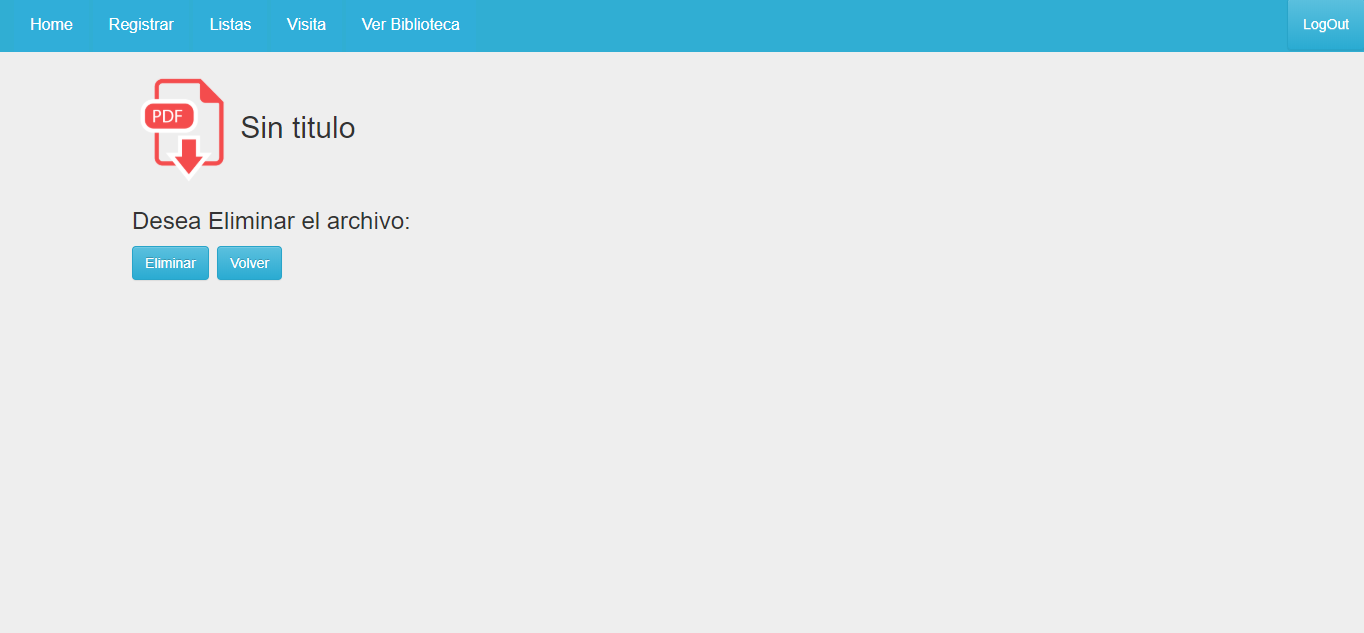 Home Registrar Listas Visita Ver Biblioteca LogOut
PDF
Sin titulo
Desea Eliminar el archivo:
Eliminar Volver